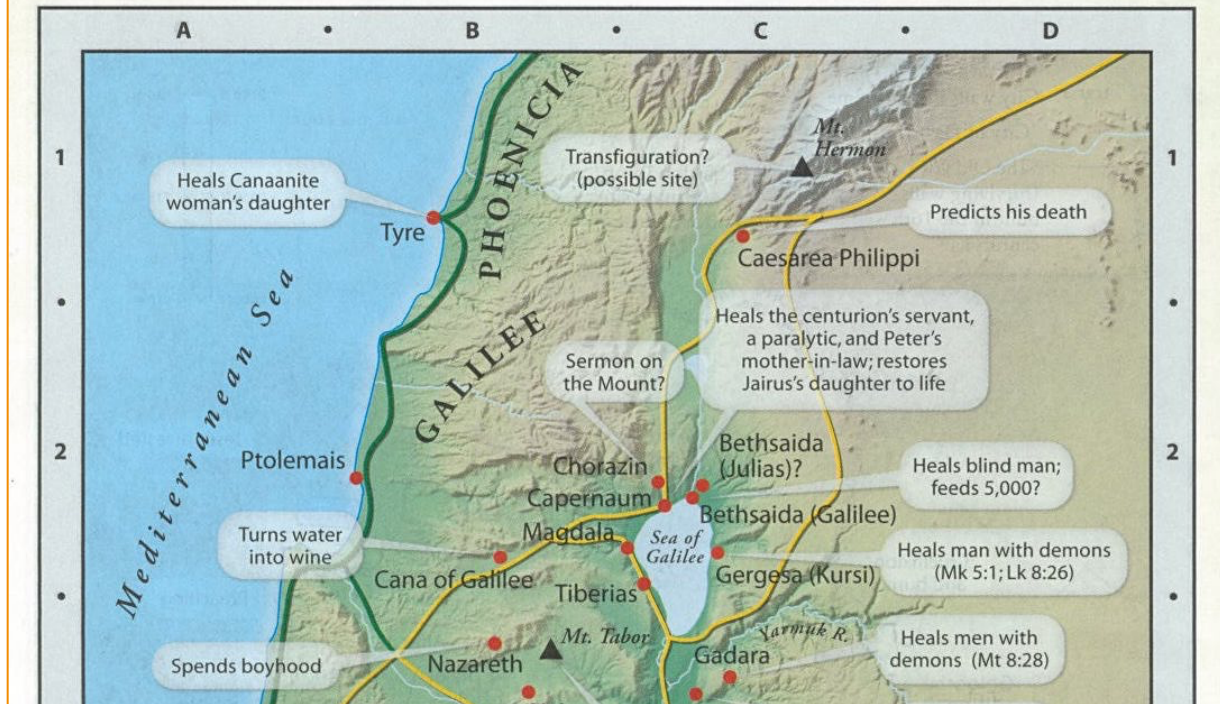 A
B
C
D
1
1
2
2
Mediterranean Sea
PHOENICIA
GALILEE
Mt.
Hermon
Transfiguration?
(possible site)
Heals Canaanite
woman's daughter
Tyre
Predicts his death
Caesarea Philippi
Heals the centurion's servant,
a paralytic, and Peter's
mother-in-law; restores
Jairus's daughter to life
Sermon on
the Mount?
Ptolemais
Chorazin
Capernaum
Bethsaida
(Julias)?
Heals blind man;
feeds 5,000?
Bethsaida (Galilee)
Turns water
into wine
Magdala
Sea of
Galilee
Heals man with demons
(Mk 5:1; Lk 8:26)
Cana of Galilee
Gergesa (Kursi)
Tiberias
Yarmuk R.
Mt. Tabor
Heals men with
demons (Mt 8:28)
Spends boyhood
Nazareth
Gadara